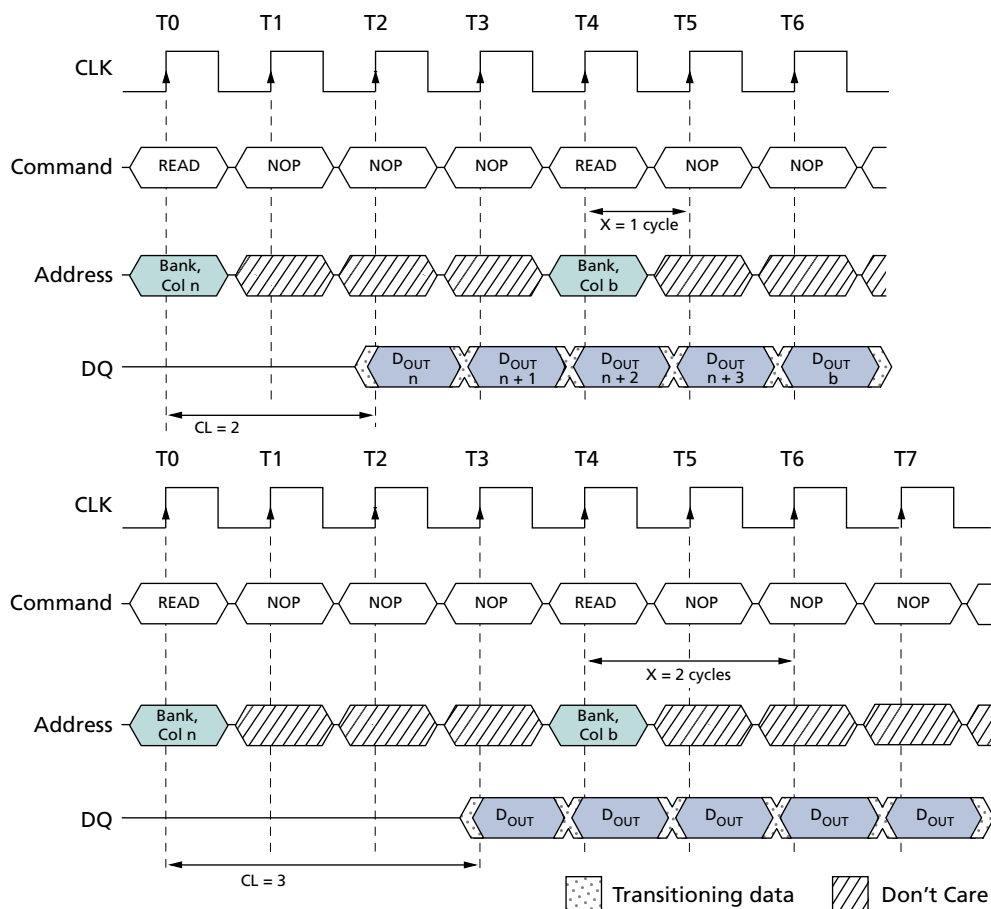 T0 T1 T2 T3 T4 T5 T6
CLK
Command READ NOP NOP NOP READ NOP NOP
X = 1 cycle
Address Bank, Col n Bank, Col b
DQ DOUT n DOUT n + 1 DOUT n + 2 DOUT n + 3 DOUT b
CL = 2
T0 T1 T2 T3 T4 T5 T6 T7
CLK
Command READ NOP NOP NOP READ NOP NOP NOP
X = 2 cycles
Address Bank, Col n Bank, Col b
DQ DOUT DOUT DOUT DOUT DOUT
CL = 3
Transitioning data Don't Care